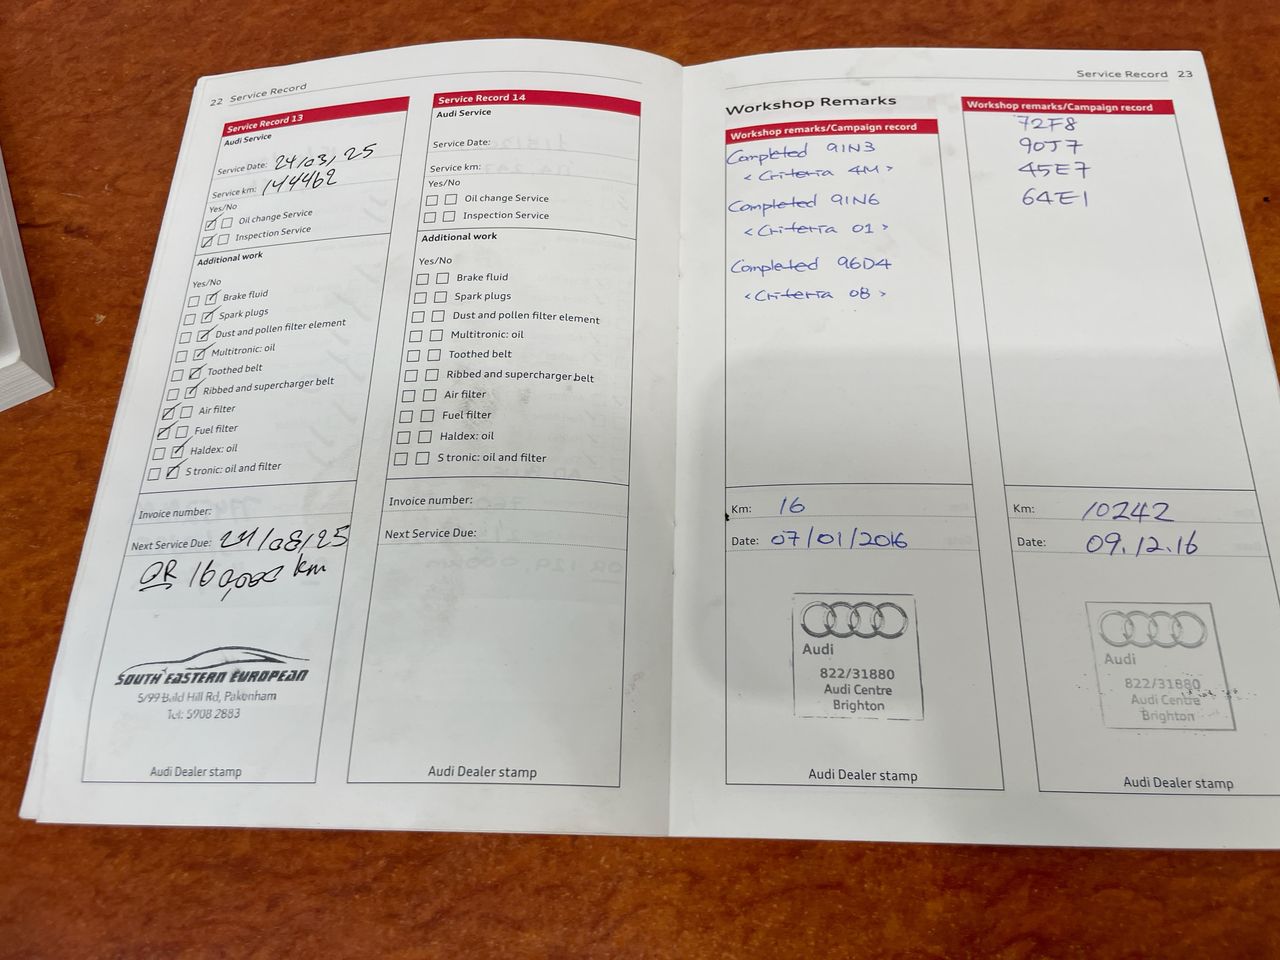 22 Service Record
Service Record 13
Audi Service
Service Date: 24/03/25
Service km: 144462
Yes/No
Oil change Service
Inspection Service
Additional work
Yes/No
Brake fluid
Spark plugs
Dust and pollen filter element
Multitronic: oil
Toothed belt
Ribbed and supercharger belt
Air filter
Fuel filter
Haldex: oil
S tronic: oil and filter
Invoice number:
Next Service Due: 24/08/25
OR 160,000 km
SOUTH EASTERN EUROPEAN
5/99 Bald Hill Rd, Pakenham
Tel: 5908 2883
Audi Dealer stamp
Service Record 14
Audi Service
Service Date:
Service km:
Yes/No
Oil change Service
Inspection Service
Additional work
Yes/No
Brake fluid
Spark plugs
Dust and pollen filter element
Multitronic: oil
Toothed belt
Ribbed and supercharger belt
Air filter
Fuel filter
Haldex: oil
S tronic: oil and filter
Invoice number:
Next Service Due:
Audi Dealer stamp
Service Record 23
Workshop Remarks
Workshop remarks/Campaign record
Completed 91N3
<Criteria 4M>
Completed 91N6
<Criteria 01>
Completed 96D4
<Criteria 08>
Km: 16
Date: 07/01/2016
Audi
822/31880
Audi Centre
Brighton
Audi Dealer stamp
Workshop remarks/Campaign record
72F8
90J7
45E7
64E1
Km: 10242
Date: 09.12.16
Audi
822/31880
Audi Centre
Brighton
Audi Dealer stamp